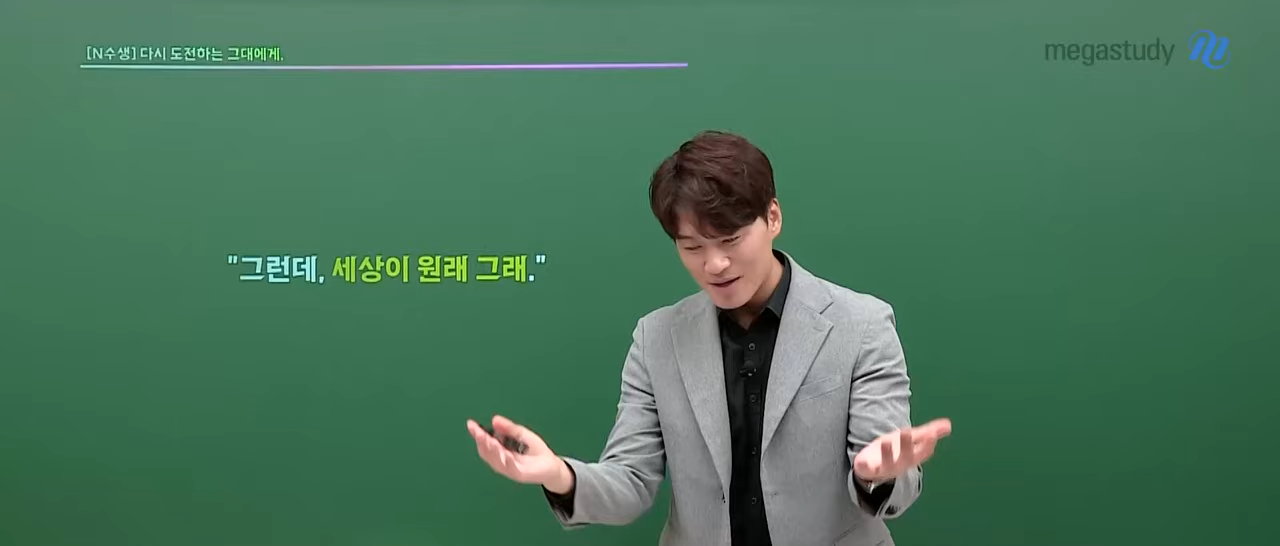 [N수생] 다시 도전하는 그대에게.
megastudy
"그런데, 세상이 원래 그래."